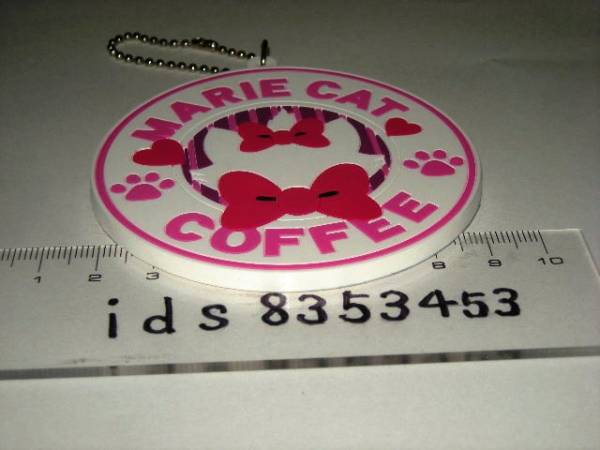 MARIE CAT
COFFEE
1 2 3 8 9 10
ids 8353453